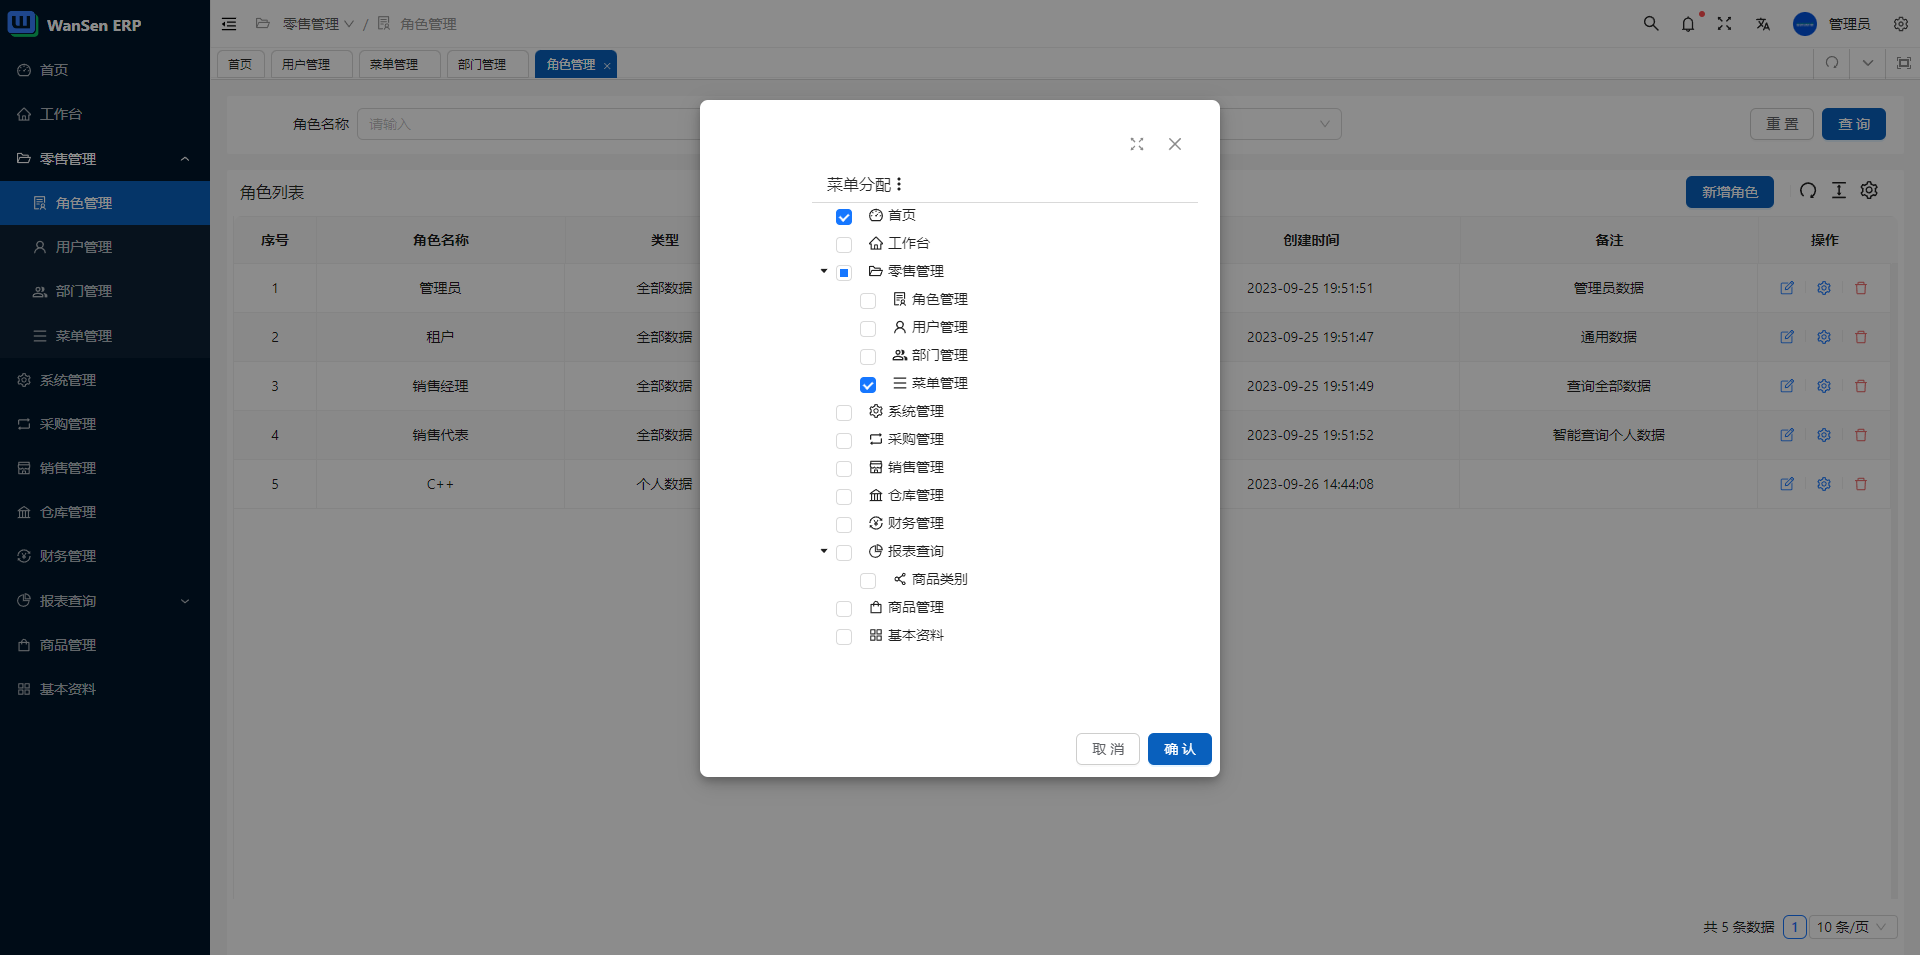 WanSen ERP
零售管理 / 角色管理
管理员
首页
用户管理
菜单管理
部门管理
角色管理
首页
工作台
零售管理
角色管理
用户管理
部门管理
菜单管理
系统管理
采购管理
销售管理
仓库管理
财务管理
报表查询
商品管理
基本资料
角色名称 请输入
重 置 查 询
角色列表
新增角色
序号 角色名称 类型 创建时间 备注 操作
1 管理员 全部数据 2023-09-25 19:51:51 管理员数据
2 租户 全部数据 2023-09-25 19:51:47 通用数据
3 销售经理 全部数据 2023-09-25 19:51:49 查询全部数据
4 销售代表 全部数据 2023-09-25 19:51:52 智能查询个人数据
5 C++ 个人数据 2023-09-26 14:44:08
菜单分配
首页
工作台
零售管理
角色管理
用户管理
部门管理
菜单管理
系统管理
采购管理
销售管理
仓库管理
财务管理
报表查询
商品类别
商品管理
基本资料
取 消 确 认
共 5 条数据 1 10 条/页